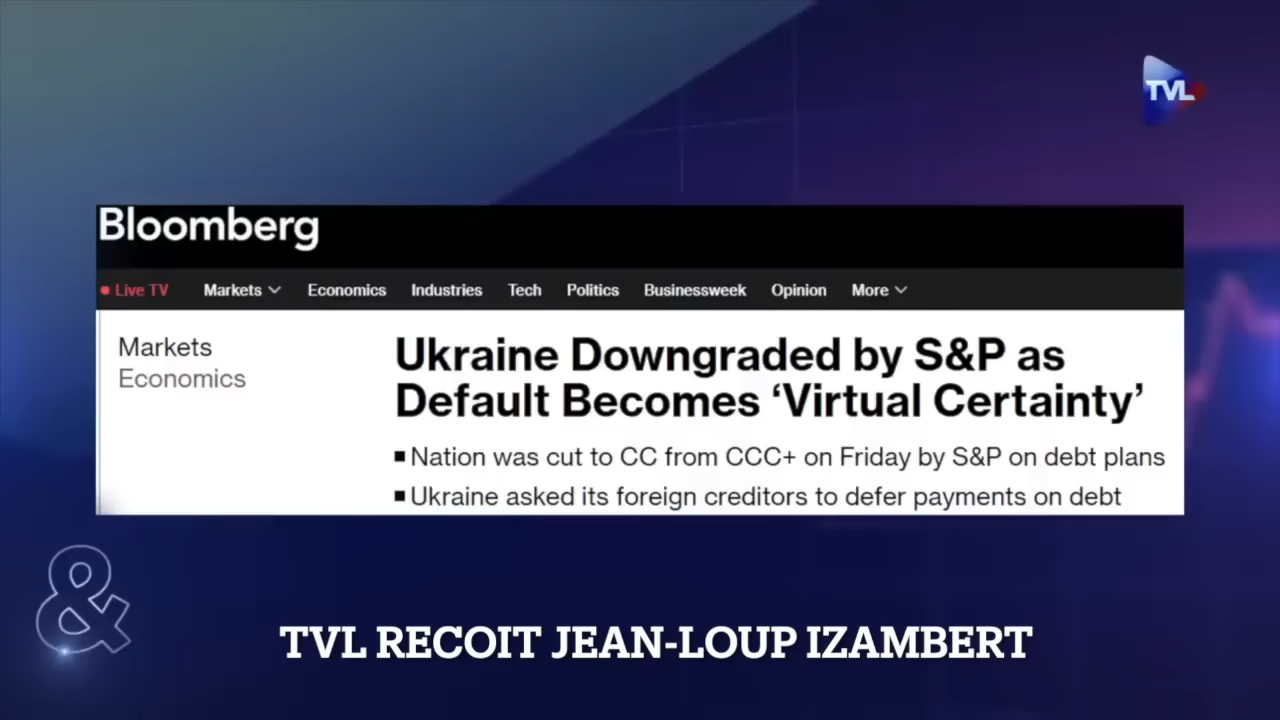 TVL
Bloomberg
Live TV Markets Economics Industries Tech Politics Businessweek Opinion More
Markets
Economics
Ukraine Downgraded by S&P as
Default Becomes ‘Virtual Certainty’
Nation was cut to CC from CCC+ on Friday by S&P on debt plans
Ukraine asked its foreign creditors to defer payments on debt
&
TVL RECOIT JEAN-LOUP IZAMBERT